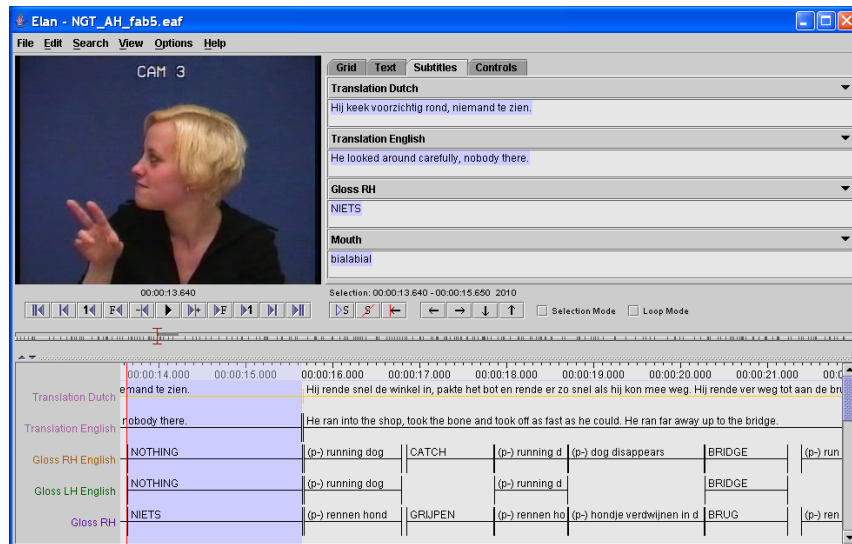 Elan - NGT_AH_fab5.eaf
File Edit Search View Options Help
CAM 3
Grid Text Subtitles Controls
Translation Dutch
Hij keek voorzichtig rond, niemand te zien.
Translation English
He looked around carefully, nobody there.
Gloss RH
NIETS
Mouth
bialabial
00:00:13.640
Selection: 00:00:13.640 - 00:00:15.650 2010
1 F S S Selection Mode Loop Mode
F 1
00:00:14.000 00:00:15.000 00:00:16.000 00:00:17.000 00:00:18.000 00:00:19.000 00:00:20.000 00:00:21.000
Translation Dutch emand te zien. Hij rende snel de winkel in, pakte het bot en rende er zo snel als hij kon mee weg. Hij rende ver weg tot aan de bru
Translation English nobody there. He ran into the shop, took the bone and took off as fast as he could. He ran far away up to the bridge.
Gloss RH English NOTHING (p-) running dog CATCH (p-) running d (p-) dog disappears BRIDGE (p-) run
Gloss LH English NOTHING (p-) running dog (p-) running d BRIDGE
Gloss RH NIETS (p-) rennen hond GRIJPEN (p-) rennen ho (p-) hondje verdwijnen in d BRUG (p-) ren